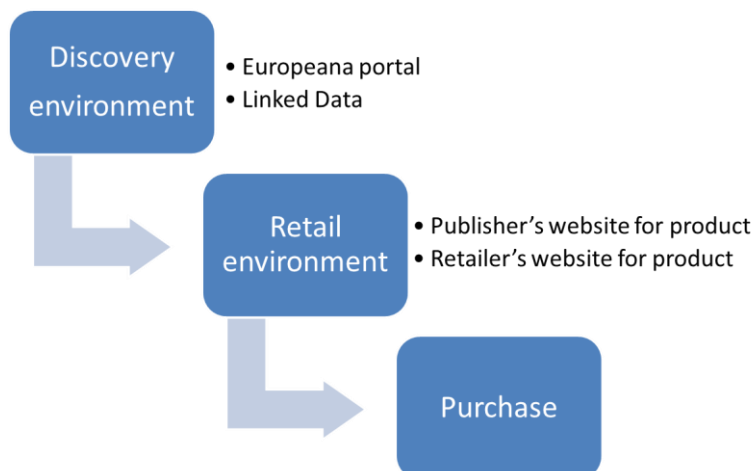 Discovery
environment
• Europeana portal
• Linked Data
Retail
environment
• Publisher’s website for product
• Retailer’s website for product
Purchase